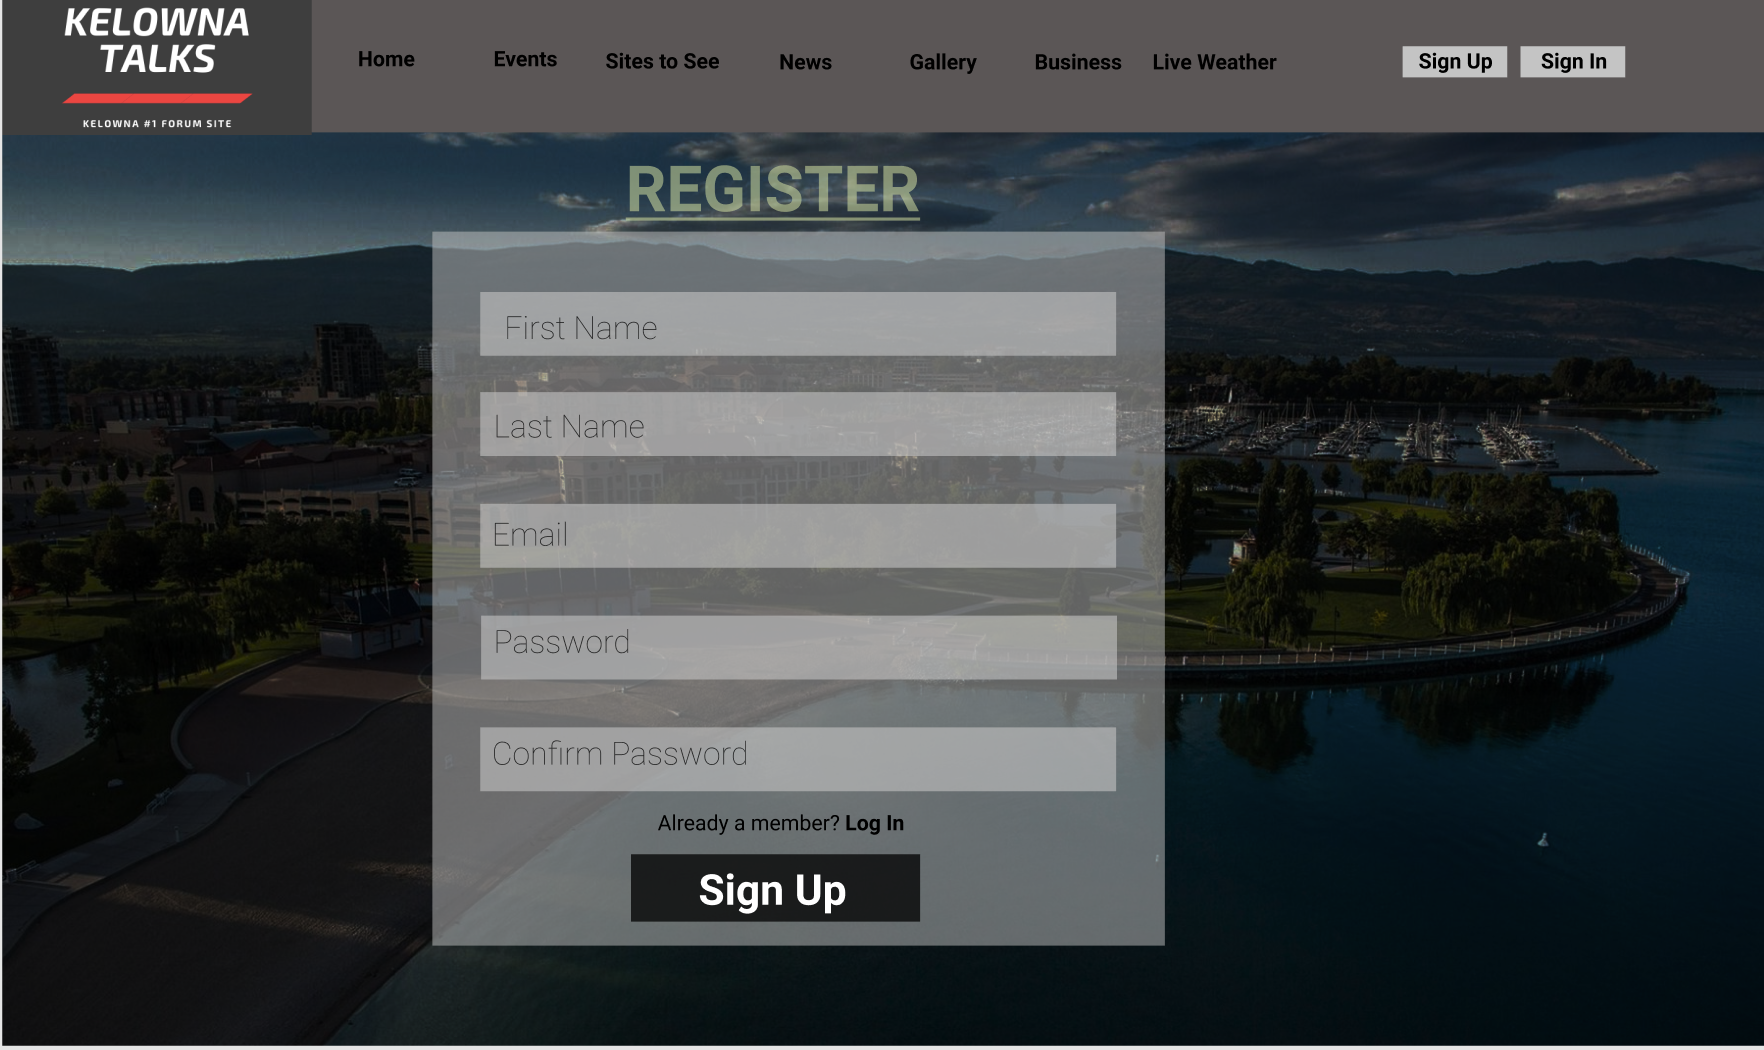 KELOWNA
TALKS
KELOWNA #1 FORUM SITE
Home Events Sites to See News Gallery Business Live Weather Sign Up Sign In
REGISTER
First Name
Last Name
Email
Password
Confirm Password
Already a member? Log In
Sign Up